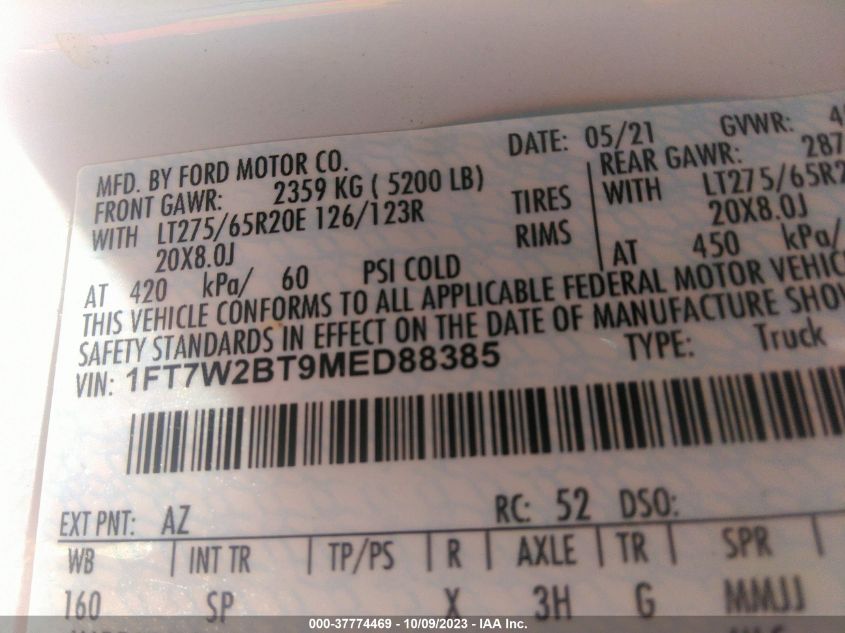 MFD. BY FORD MOTOR CO. DATE: 05/21 GVWR:
FRONT GAWR: 2359 KG ( 5200 LB) REAR GAWR:
WITH LT275/65R20E 126/123R TIRES WITH
20X8.0J RIMS 20X8.0J
AT 420 kPa/ 60 PSI COLD AT 450 kPa/
THIS VEHICLE CONFORMS TO ALL APPLICABLE FEDERAL MOTOR
SAFETY STANDARDS IN EFFECT ON THE DATE OF MANUFACTURE
VIN: 1FT7W2BT9MED88385 TYPE: Truck
EXT PNT: AZ RC: 52 DSO:
WB INT TR TP/PS R AXLE TR SPR
160 SP X 3H G MMJJ
000-37774469 - 10/09/2023 - IAA Inc.